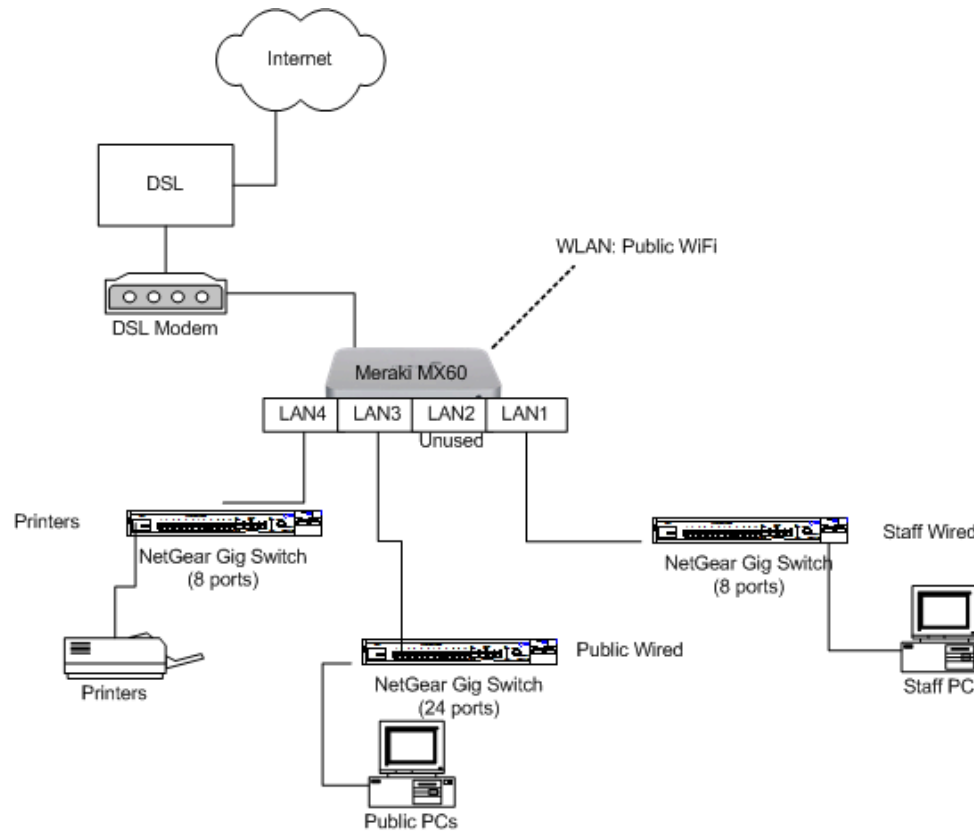 Internet
DSL
WLAN: Public WiFi
DSL Modem
Meraki MX60
LAN4
LAN3
LAN2
LAN1
Unused
Printers
NetGear Gig Switch
(8 ports)
Staff Wired
NetGear Gig Switch
(8 ports)
Public Wired
NetGear Gig Switch
(24 ports)
Printers
Staff PC
Public PCs